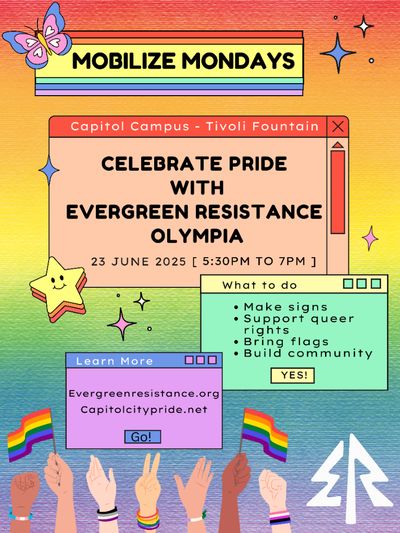 MOBILIZE MONDAYS
Capitol Campus - Tivoli Fountain
CELEBRATE PRIDE
WITH
EVERGREEN RESISTANCE
OLYMPIA
23 JUNE 2025 [ 5:30PM TO 7PM ]
What to do
• Make signs
• Support queer
rights
• Bring flags
• Build community
YES!
Learn More
Evergreenresistance.org
Capitolcitypride.net
Go!
ER